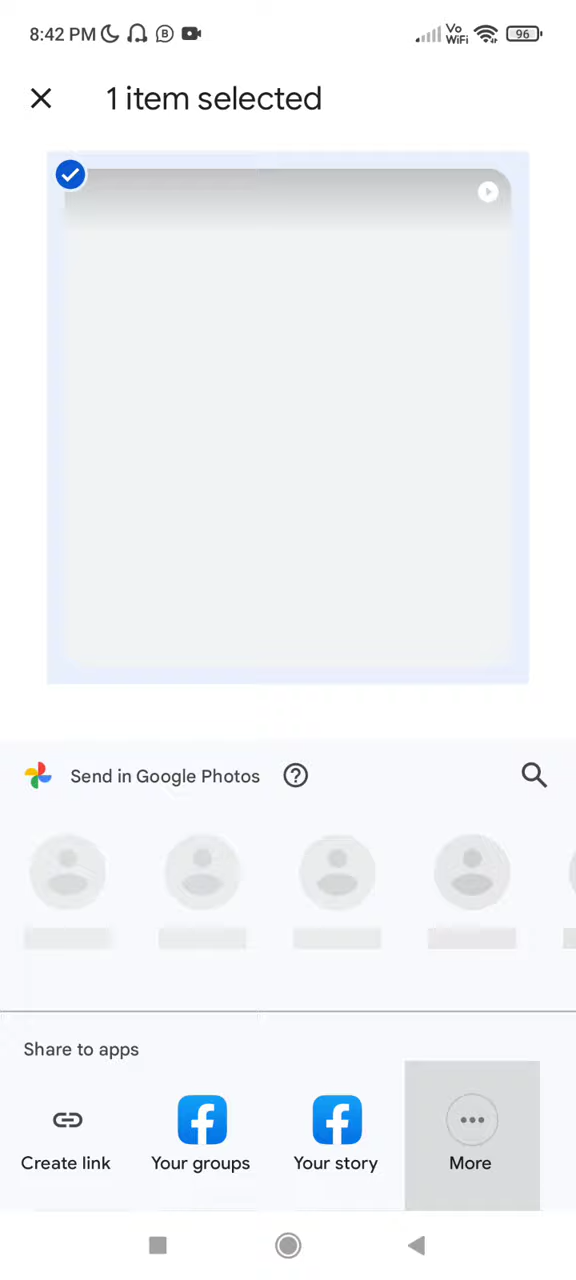 8:42 PM
Vo
WiFi
96
1 item selected
Send in Google Photos
Share to apps
Create link
Your groups
Your story
More